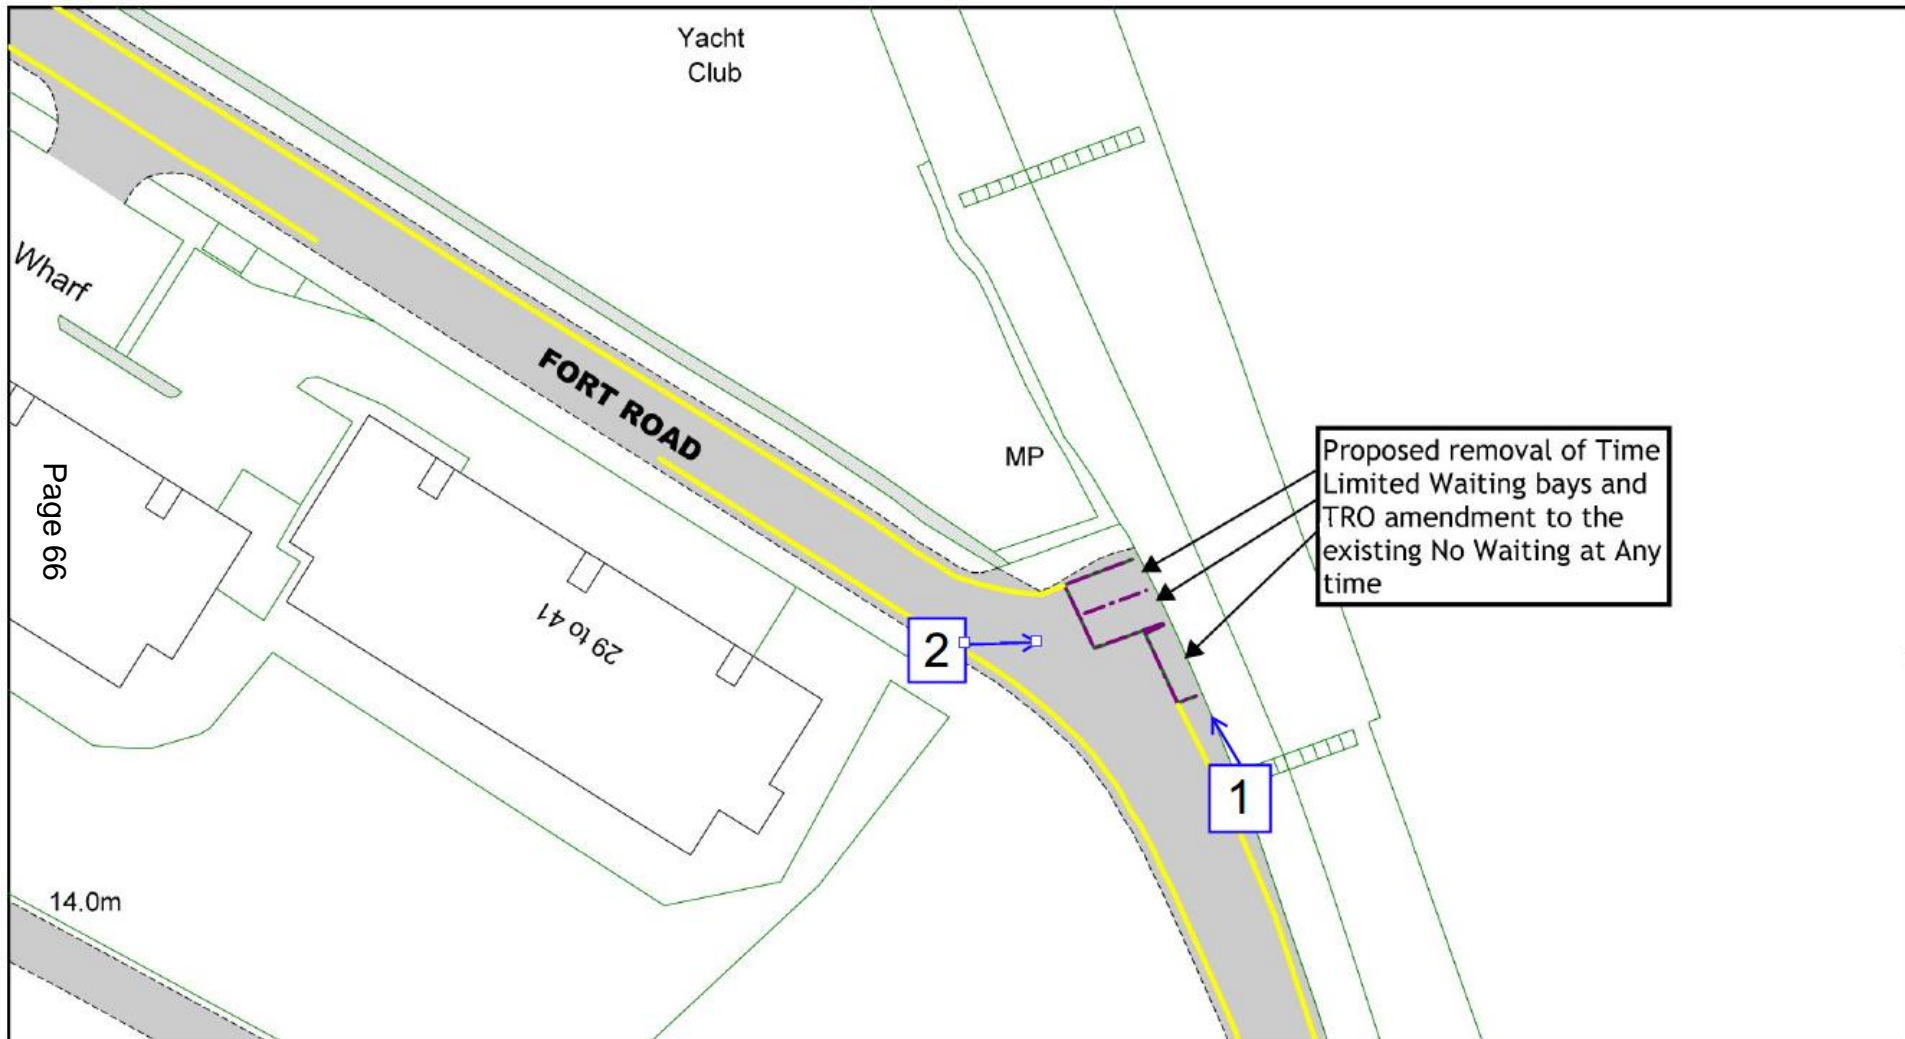 Yacht
Club
Wharf
FORT ROAD
MP
Proposed removal of Time
Limited Waiting bays and
TRO amendment to the
existing No Waiting at Any
time
Page 66
29 to 41
2
1
14.0m